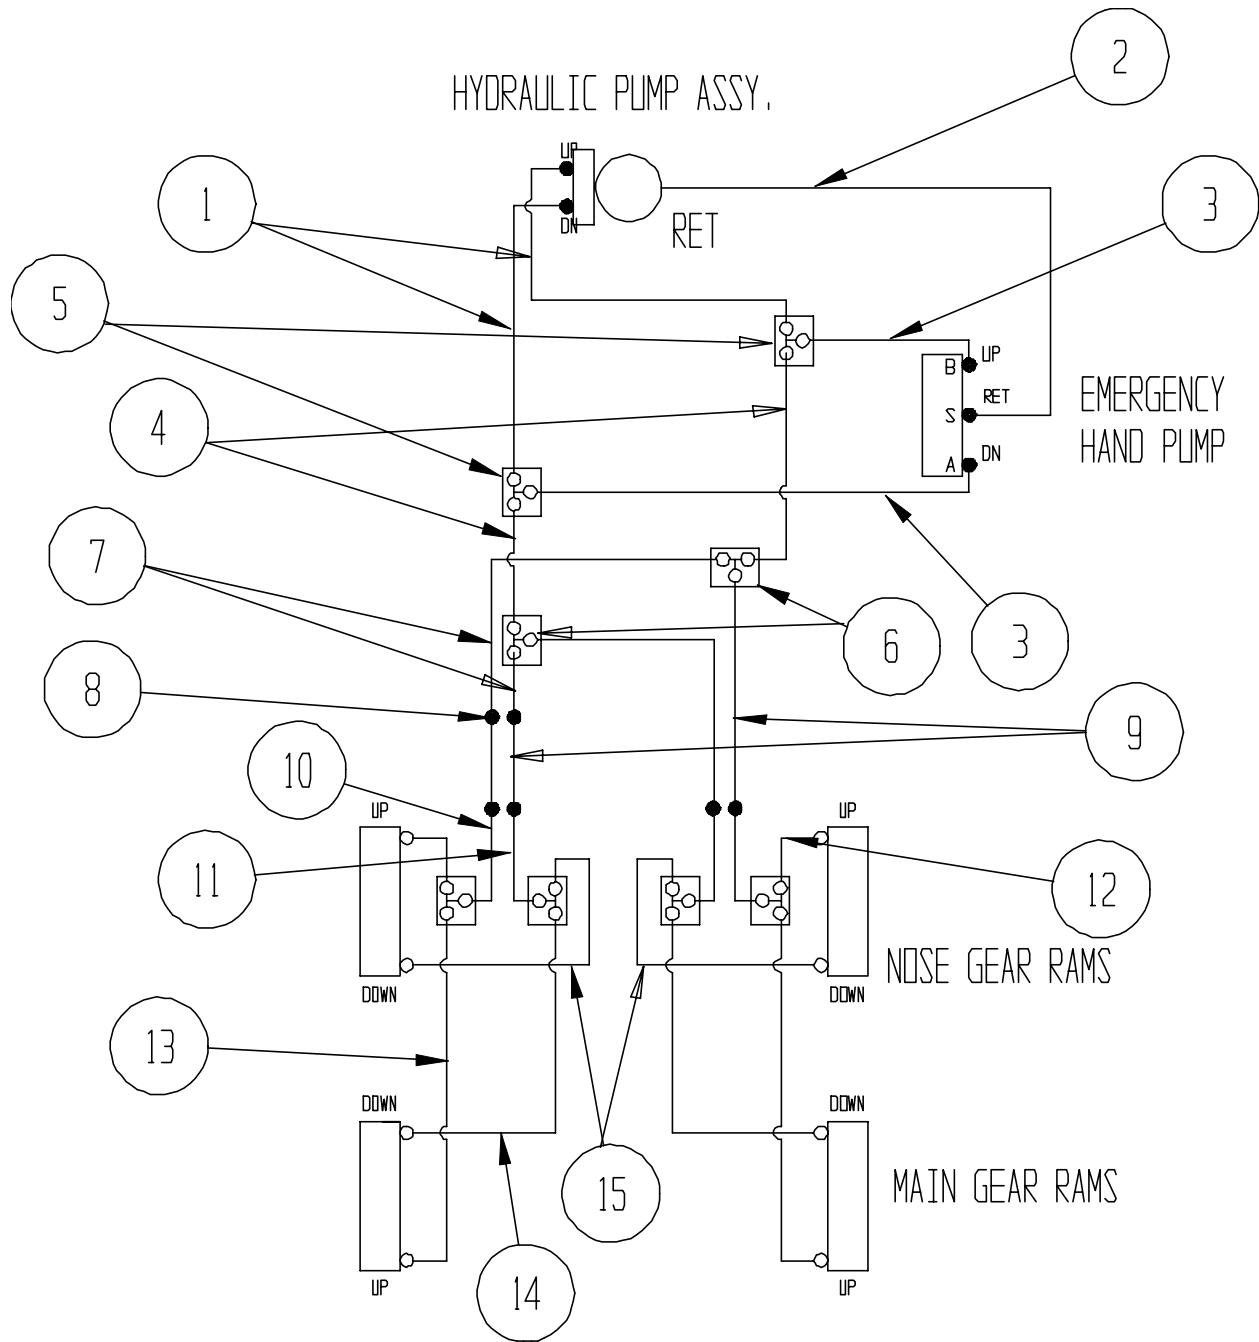 2
HYDRAULIC PUMP ASSY.
UP
1
3
DN
RET
5
UP
B
RET
S
EMERGENCY
HAND PUMP
4
DN
A
7
6
3
8
9
10
UP
UP
11
12
NOSE GEAR RAMS
DOWN
DOWN
13
DOWN
DOWN
15
MAIN GEAR RAMS
14
UP
UP